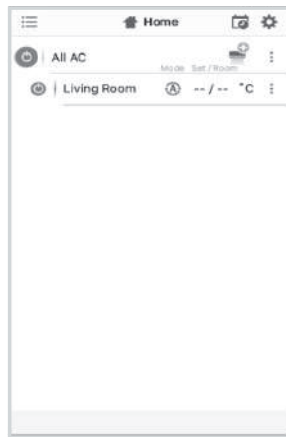 Home
All AC
Mode Set / Room
Living Room A -- / -- °C